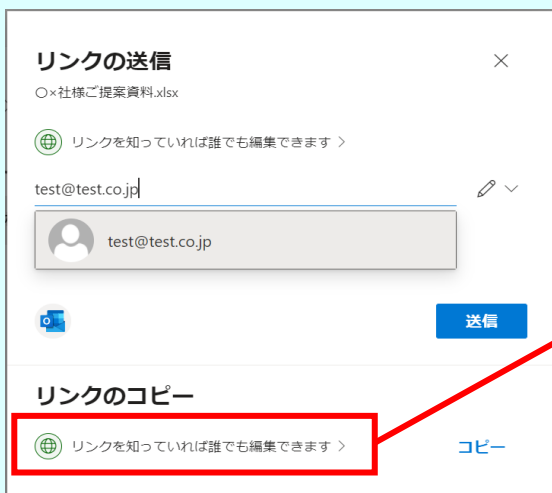 リンクの送信
○×社様ご提案資料.xlsx
リンクを知っていれば誰でも編集できます
test@test.co.jp
test@test.co.jp
送信
リンクのコピー
リンクを知っていれば誰でも編集できます
コピー